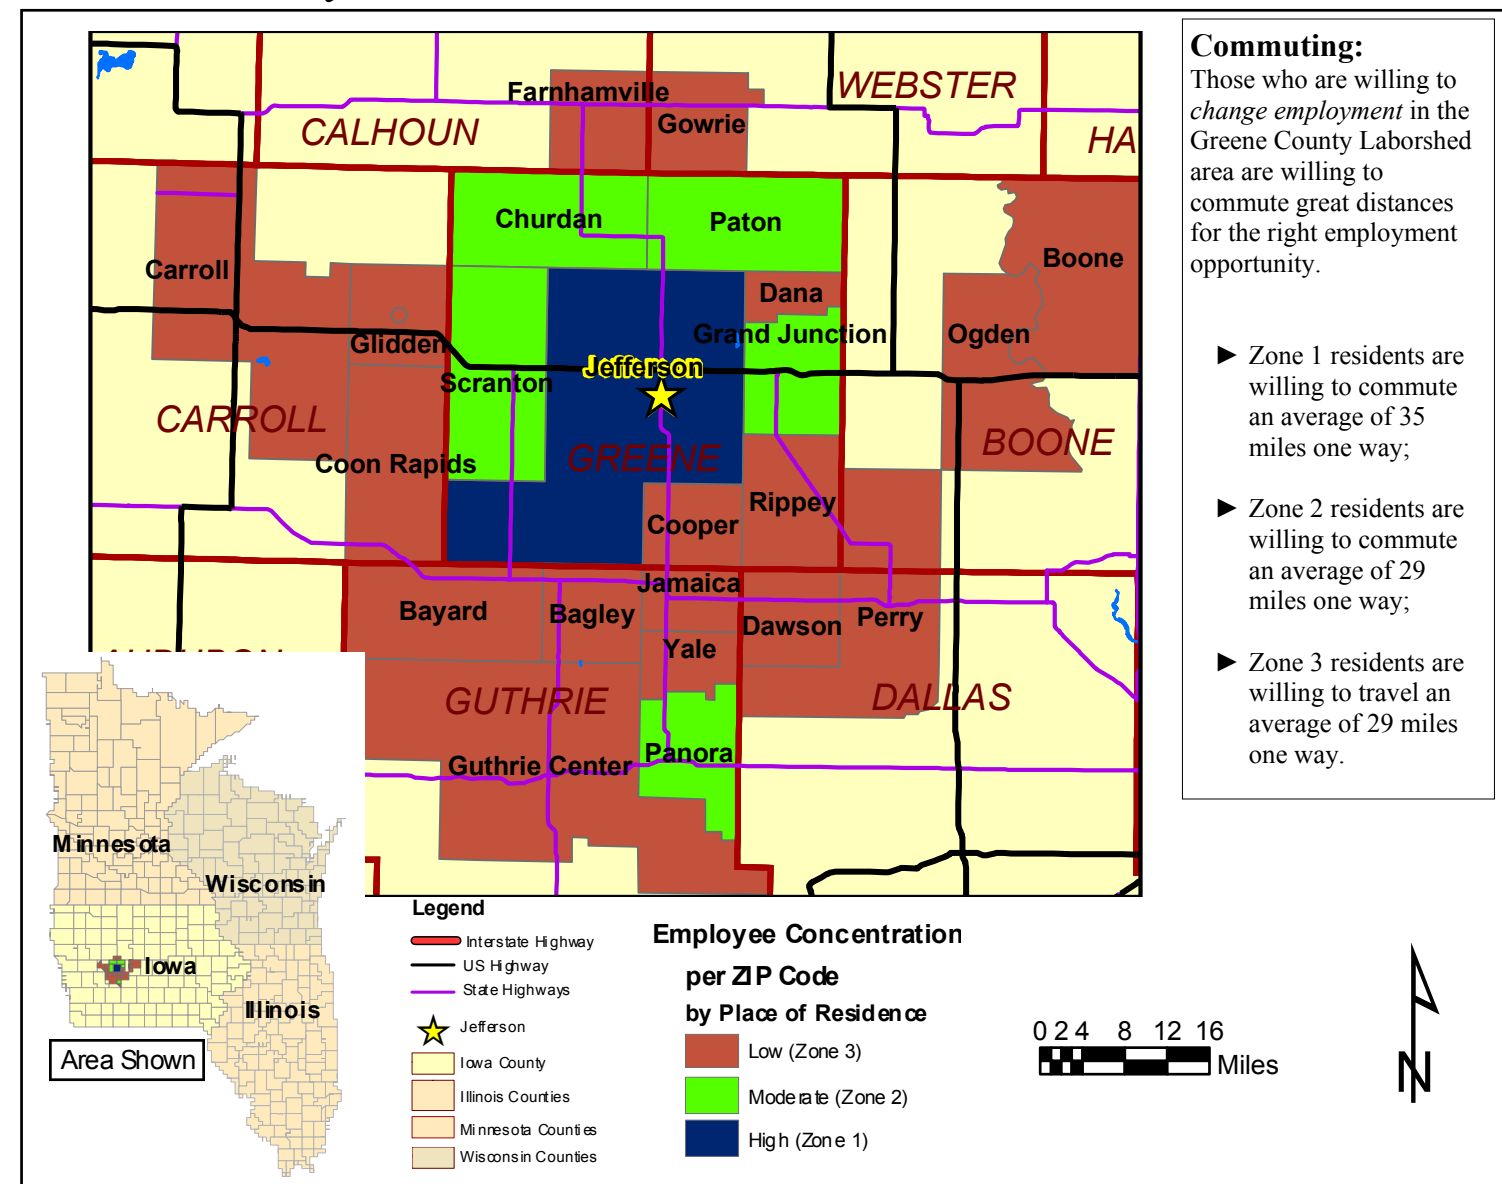 Farnhamville
WEBSTER
Gowrie
CALHOUN
HA
Churdan
Paton
Carroll
Boone
Dana
Glidden
Grand Junction
Ogden
Jefferson
Scranton
CARROLL
BOONE
Coon Rapids
GREENE
Rippey
Cooper
Jamaica
Bayard
Bagley
Dawson
Perry
Yale
GUTHRIE
DALLAS
Panora
Guthrie Center
Commuting:
Those who are willing to
change employment in the
Greene County Laborshed
area are willing to
commute great distances
for the right employment
opportunity.
► Zone 1 residents are
willing to commute
an average of 35
miles one way;
► Zone 2 residents are
willing to commute
an average of 29
miles one way;
► Zone 3 residents are
willing to travel an
average of 29 miles
one way.
Minnesota
Wisconsin
Iowa
Illinois
Area Shown
Legend
Interstate Highway
US Highway
State Highways
Jefferson
Iowa County
Illinois Counties
Minnesota Counties
Wisconsin Counties
Employee Concentration
per ZIP Code
by Place of Residence
Low (Zone 3)
Moderate (Zone 2)
High (Zone 1)
0 2 4 8 12 16
Miles
N